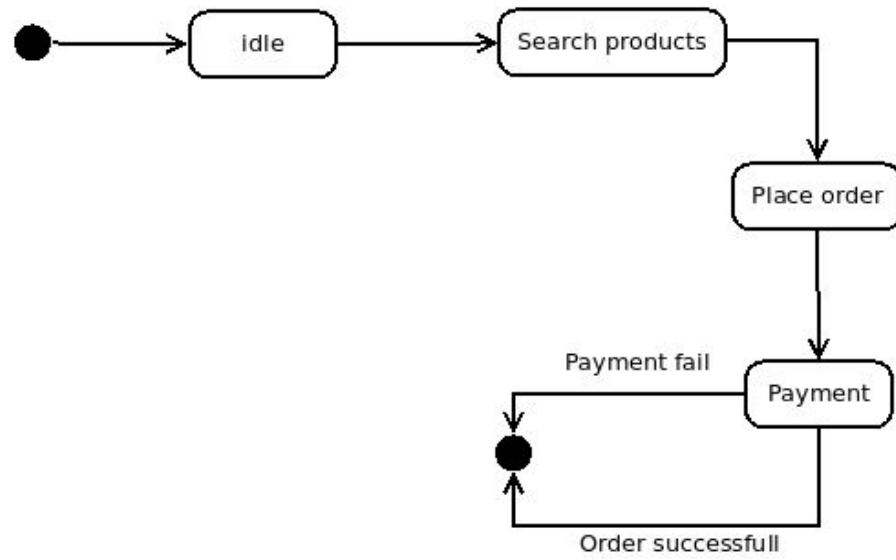 idle
Search products
Place order
Payment fail
Payment
Order successfull